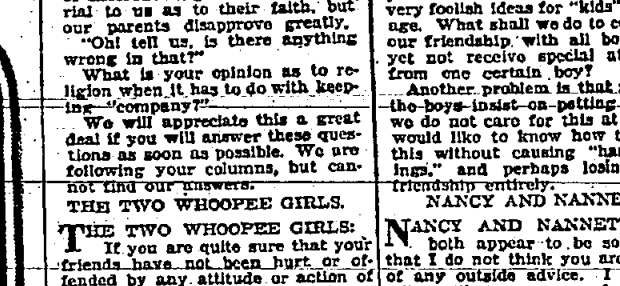 rial to us as to their faith, but
our parents disapprove greatly.
"Oh! tell us, is there anything
wrong in that?"
What is your opinion as to re-
ligion when it has to do with keep-
ing "company?"
We will appreciate this a great
deal if you will answer these ques-
tions as soon as possible. We are
following your columns, but can-
not find our answers.
THE TWO WHOOPEE GIRLS.
THE TWO WHOOPEE GIRLS:
If you are quite sure that your
friends have not been hurt or of-
fended by any attitude or action of
very foolish ideas for "kids"
age. What shall we do to
our friendship with all bo
yet not receive special at
from one certain boy?
Another problem is that
the boys insist on petting
we do not care for this at
would like to know how t
this without causing "ha
ings," and perhaps losin
friendship entirely.
NANCY AND NANNE
NANCY AND NANNET
both appear to be so
that I do not think you are
of any outside advice. I